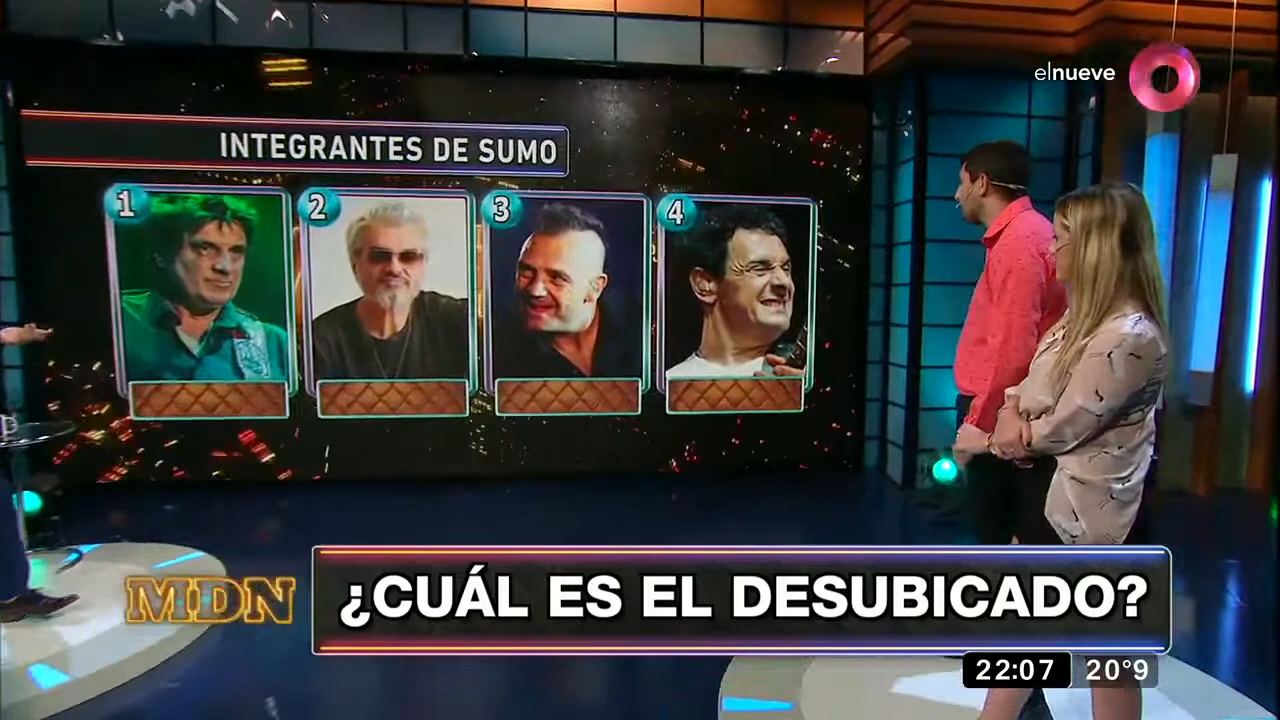 elnueve
INTEGRANTES DE SUMO
1
2
3
4
MDN
¿CUÁL ES EL DESUBICADO?
22:07 20°9